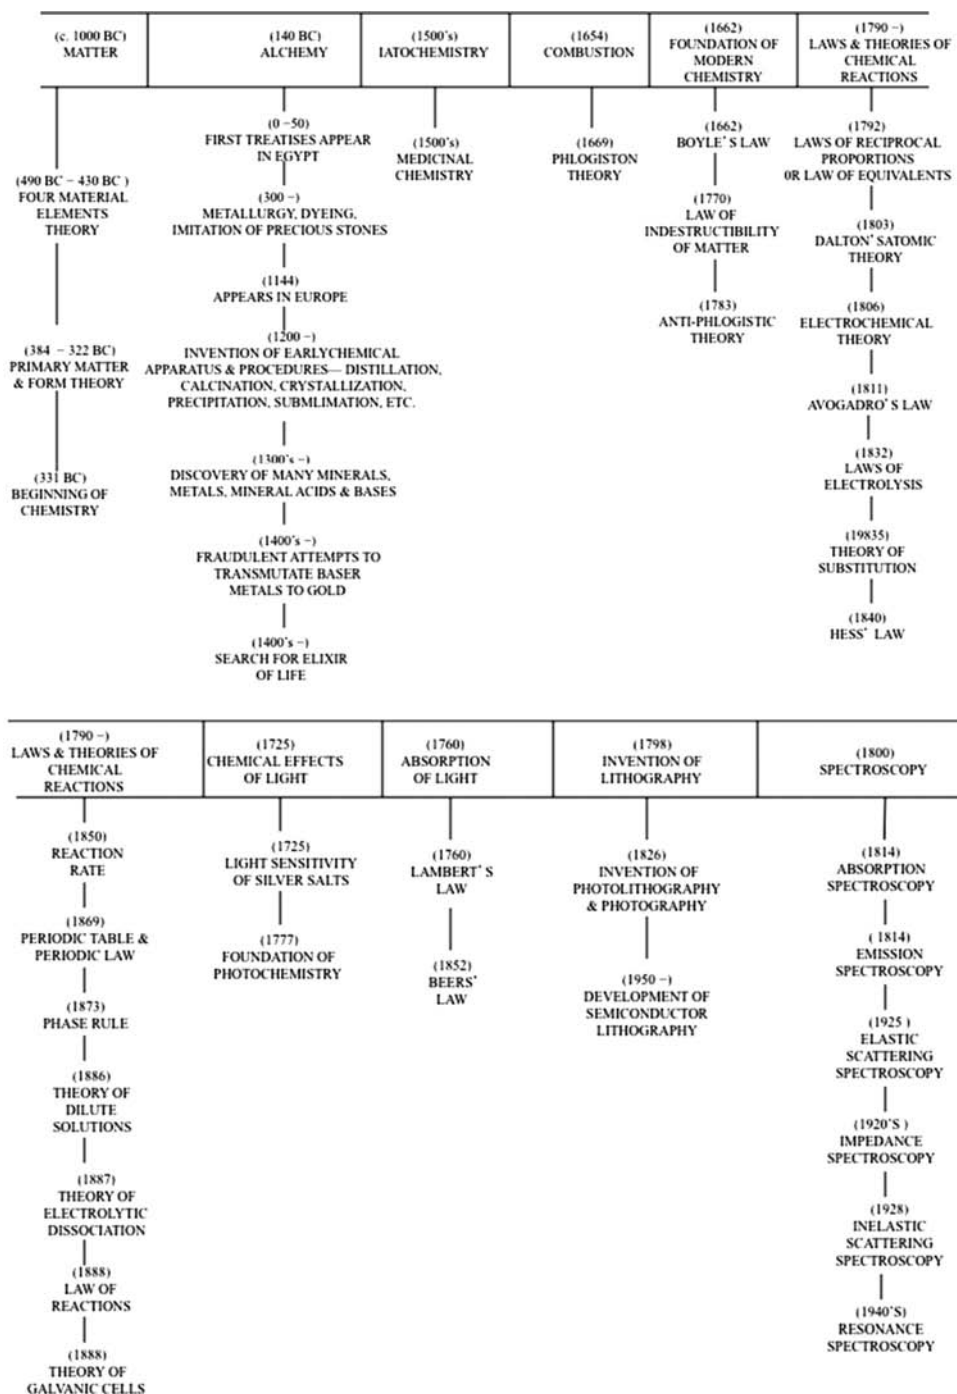 (c. 1000 BC)
MATTER
(140 BC)
ALCHEMY
(1500's)
IATOCHEMISTRY
(1654)
COMBUSTION
(1662)
FOUNDATION OF
MODERN
CHEMISTRY
(1790 –)
LAWS & THEORIES OF
CHEMICAL
REACTIONS
(490 BC – 430 BC )
FOUR MATERIAL
ELEMENTS
THEORY
(384 – 322 BC)
PRIMARY MATTER
& FORM THEORY
(331 BC)
BEGINNING OF
CHEMISTRY
(0 –50)
FIRST TREATISES APPEAR
IN EGYPT
(300 –)
METALLURGY, DYEING,
IMITATION OF PRECIOUS STONES
(1144)
APPEARS IN EUROPE
(1200 –)
INVENTION OF EARLYCHEMICAL
APPARATUS & PROCEDURES— DISTILLATION,
CALCINATION, CRYSTALLIZATION,
PRECIPITATION, SUBMLIMATION, ETC.
(1300's –)
DISCOVERY OF MANY MINERALS,
METALS, MINERAL ACIDS & BASES
(1400's –)
FRAUDULENT ATTEMPTS TO
TRANSMUTATE BASER
METALS TO GOLD
(1400's –)
SEARCH FOR ELIXIR
OF LIFE
(1500's)
MEDICINAL
CHEMISTRY
(1669)
PHLOGISTON
THEORY
(1662)
BOYLE'S LAW
(1770)
LAW OF
INDESTRUCTIBILITY
OF MATTER
(1783)
ANTI-PHLOGISTIC
THEORY
(1792)
LAWS OF RECIPROCAL
PROPORTIONS
0R LAW OF EQUIVALENTS
(1803)
DALTON' SATOMIC
THEORY
(1806)
ELECTROCHEMICAL
THEORY
(1811)
AVOGADRO' S LAW
(1832)
LAWS OF
ELECTROLYSIS
(19835)
THEORY OF
SUBSTITUTION
(1840)
HESS' LAW
(1790 –)
LAWS & THEORIES OF
CHEMICAL
REACTIONS
(1725)
CHEMICAL EFFECTS
OF LIGHT
(1760)
ABSORPTION
OF LIGHT
(1798)
INVENTION OF
LITHOGRAPHY
(1800)
SPECTROSCOPY
(1850)
REACTION
RATE
(1869)
PERIODIC TABLE &
PERIODIC LAW
(1873)
PHASE RULE
(1886)
THEORY OF
DILUTE
SOLUTIONS
(1887)
THEORY OF
ELECTROLYTIC
DISSOCIATION
(1888)
LAW OF
REACTIONS
(1888)
THEORY OF
GALVANIC CELLS
(1725)
LIGHT SENSITIVITY
OF SILVER SALTS
(1777)
FOUNDATION OF
PHOTOCHEMISTRY
(1760)
LAMBERT' S
LAW
(1852)
BEERS'
LAW
(1826)
INVENTION OF
PHOTOLITHOGRAPHY
& PHOTOGRAPHY
(1950 –)
DEVELOPMENT OF
SEMICONDUCTOR
LITHOGRAPHY
(1814)
ABSORPTION
SPECTROSCOPY
( 1814)
EMISSION
SPECTROSCOPY
(1925 )
ELASTIC
SCATTERING
SPECTROSCOPY
(1920'S )
IMPEDANCE
SPECTROSCOPY
(1928)
INELASTIC
SCATTERING
SPECTROSCOPY
(1940'S)
RESONANCE
SPECTROSCOPY